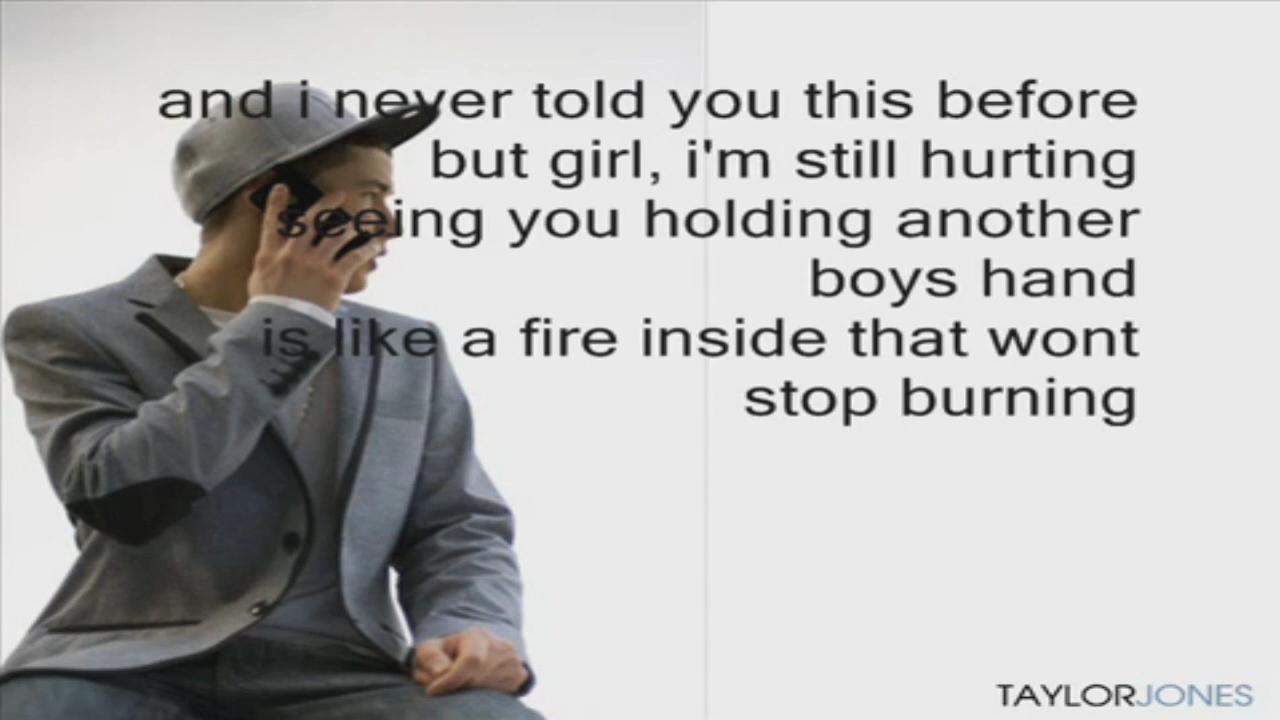 and i never told you this before
but girl, i'm still hurting
seeing you holding another
boys hand
is like a fire inside that wont
stop burning
TAYLORJONES